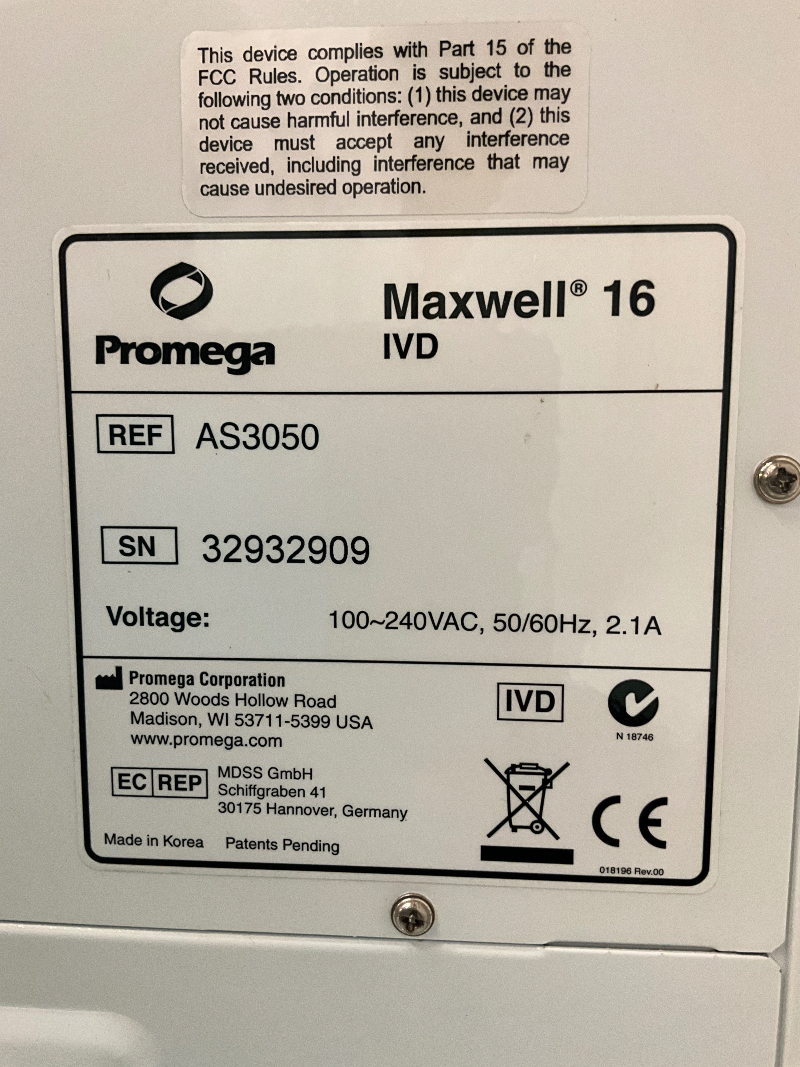 This device complies with Part 15 of the
FCC Rules. Operation is subject to the
following two conditions: (1) this device may
not cause harmful interference, and (2) this
device must accept any interference
received, including interference that may
cause undesired operation.
Promega
Maxwell® 16
IVD
REF AS3050
SN 32932909
Voltage: 100~240VAC, 50/60Hz, 2.1A
Promega Corporation
2800 Woods Hollow Road
Madison, WI 53711-5399 USA
www.promega.com
IVD
N 18746
EC REP
MDSS GmbH
Schiffgraben 41
30175 Hannover, Germany
CE
Made in Korea Patents Pending
018196 Rev.00